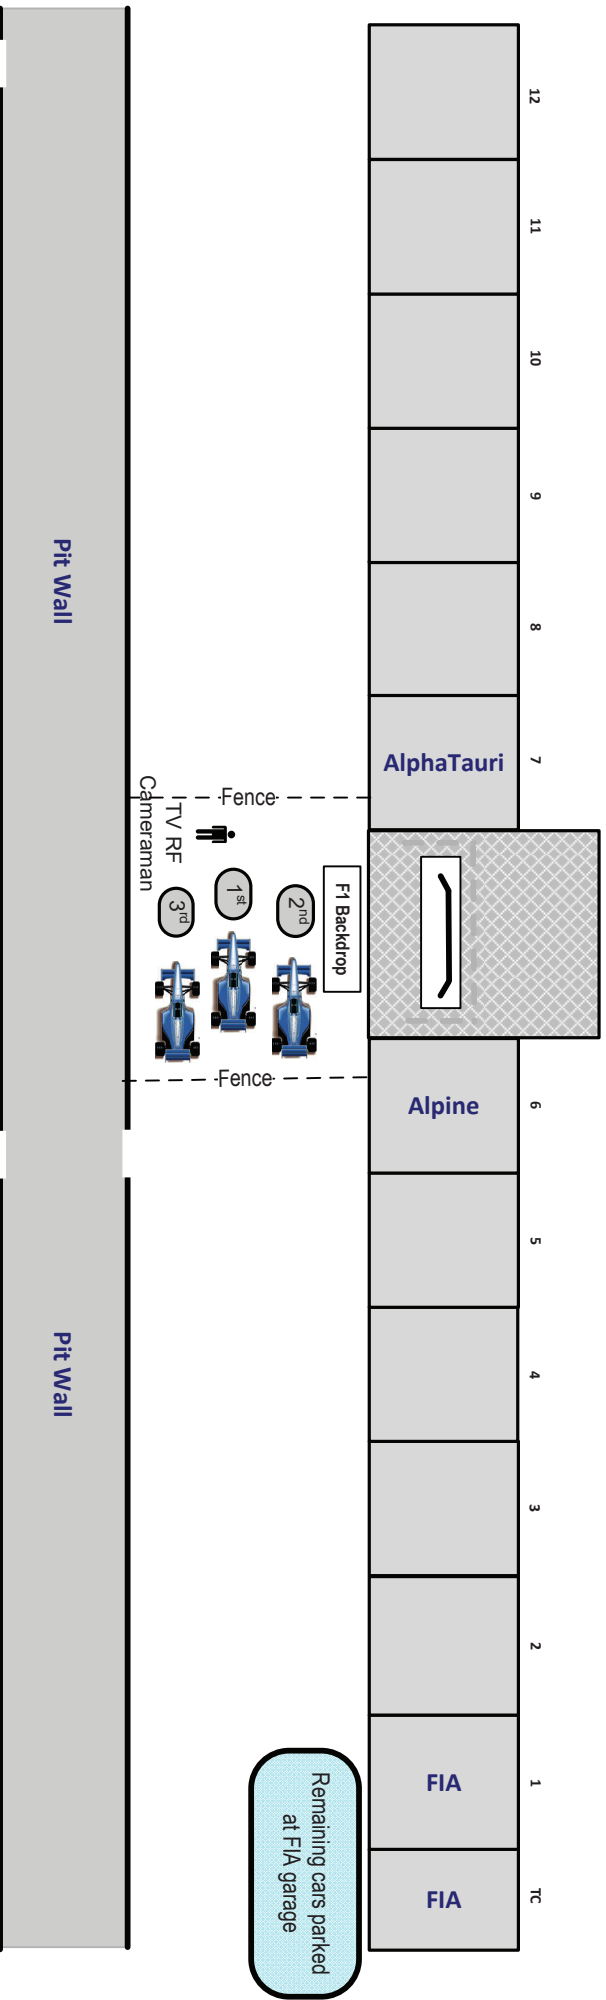 12
11
10
9
8
7
AlphaTauri
Pit Wall
Fence
TV RF
Cameraman
1st
2nd
3rd
F1 Backdrop
Fence
Alpine
6
5
4
3
2
Pit Wall
1
FIA
TC
FIA
Remaining cars parked
at FIA garage